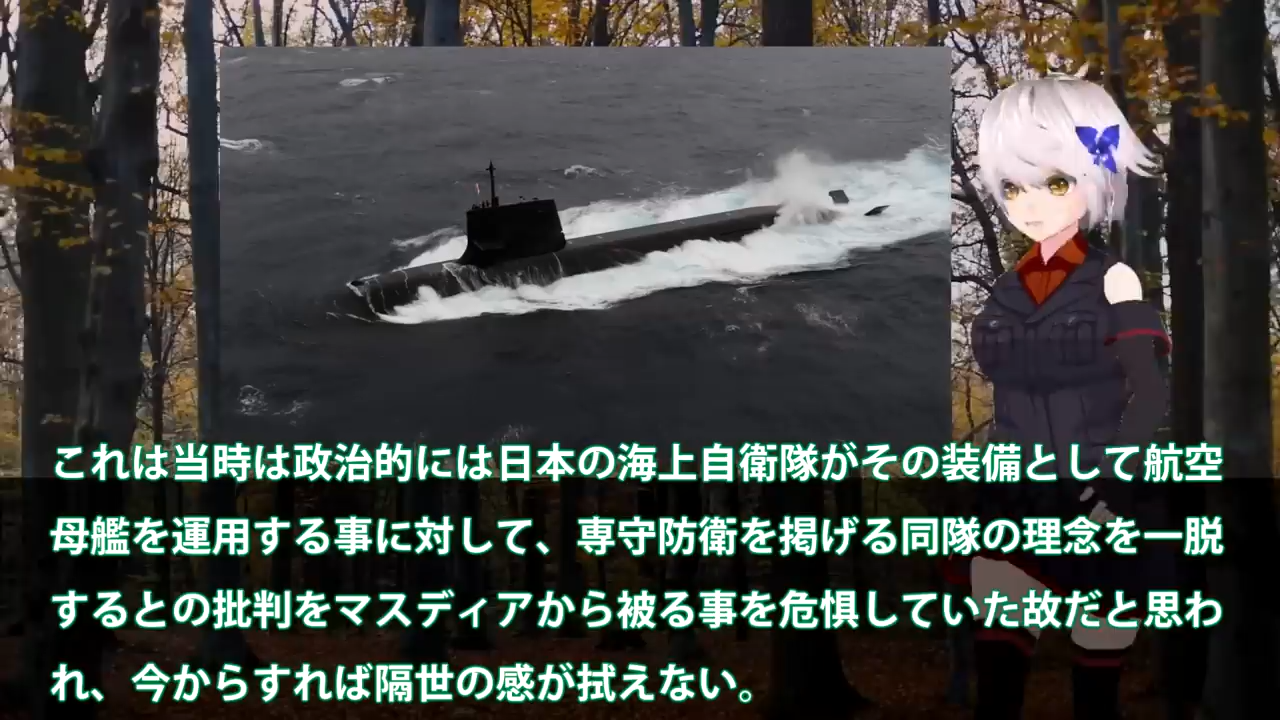 これは当時は政治的には日本の海上自衛隊がその装備として航空
母艦を運用する事に対して、専守防衛を掲げる同隊の理念を一脱
するとの批判をマスディアから被る事を危惧していた故だと思わ
れ、今からすれば隔世の感が拭えない。